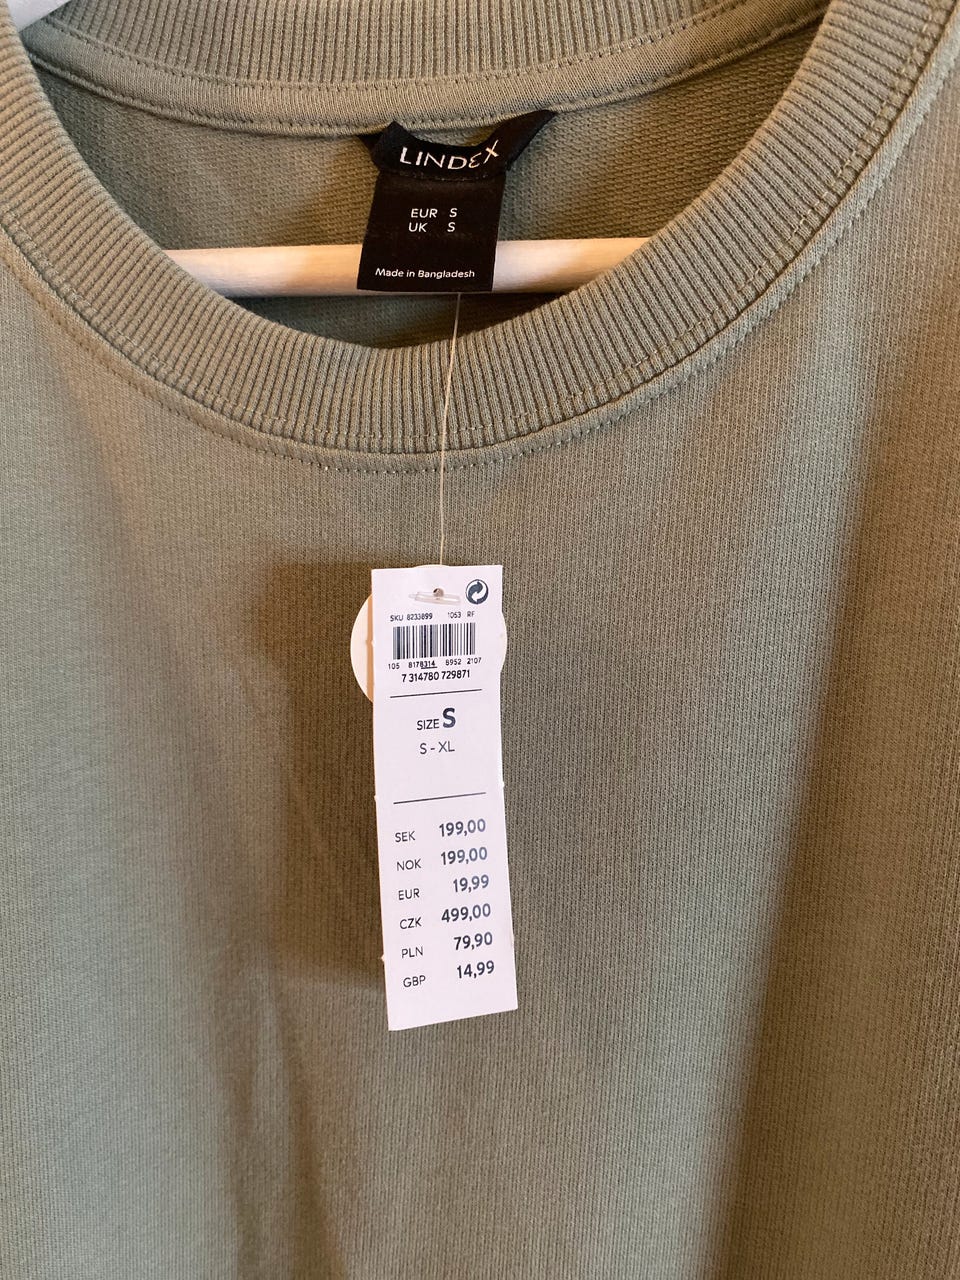 LINDEX
EUR S
UK S
Made in Bangladesh
SKU 8233899 1053 RF
105 8178314 8952 2107
7 314780 729871
SIZE S
S - XL
SEK 199,00
NOK 199,00
EUR 19,99
CZK 499,00
PLN 79,90
GBP 14,99